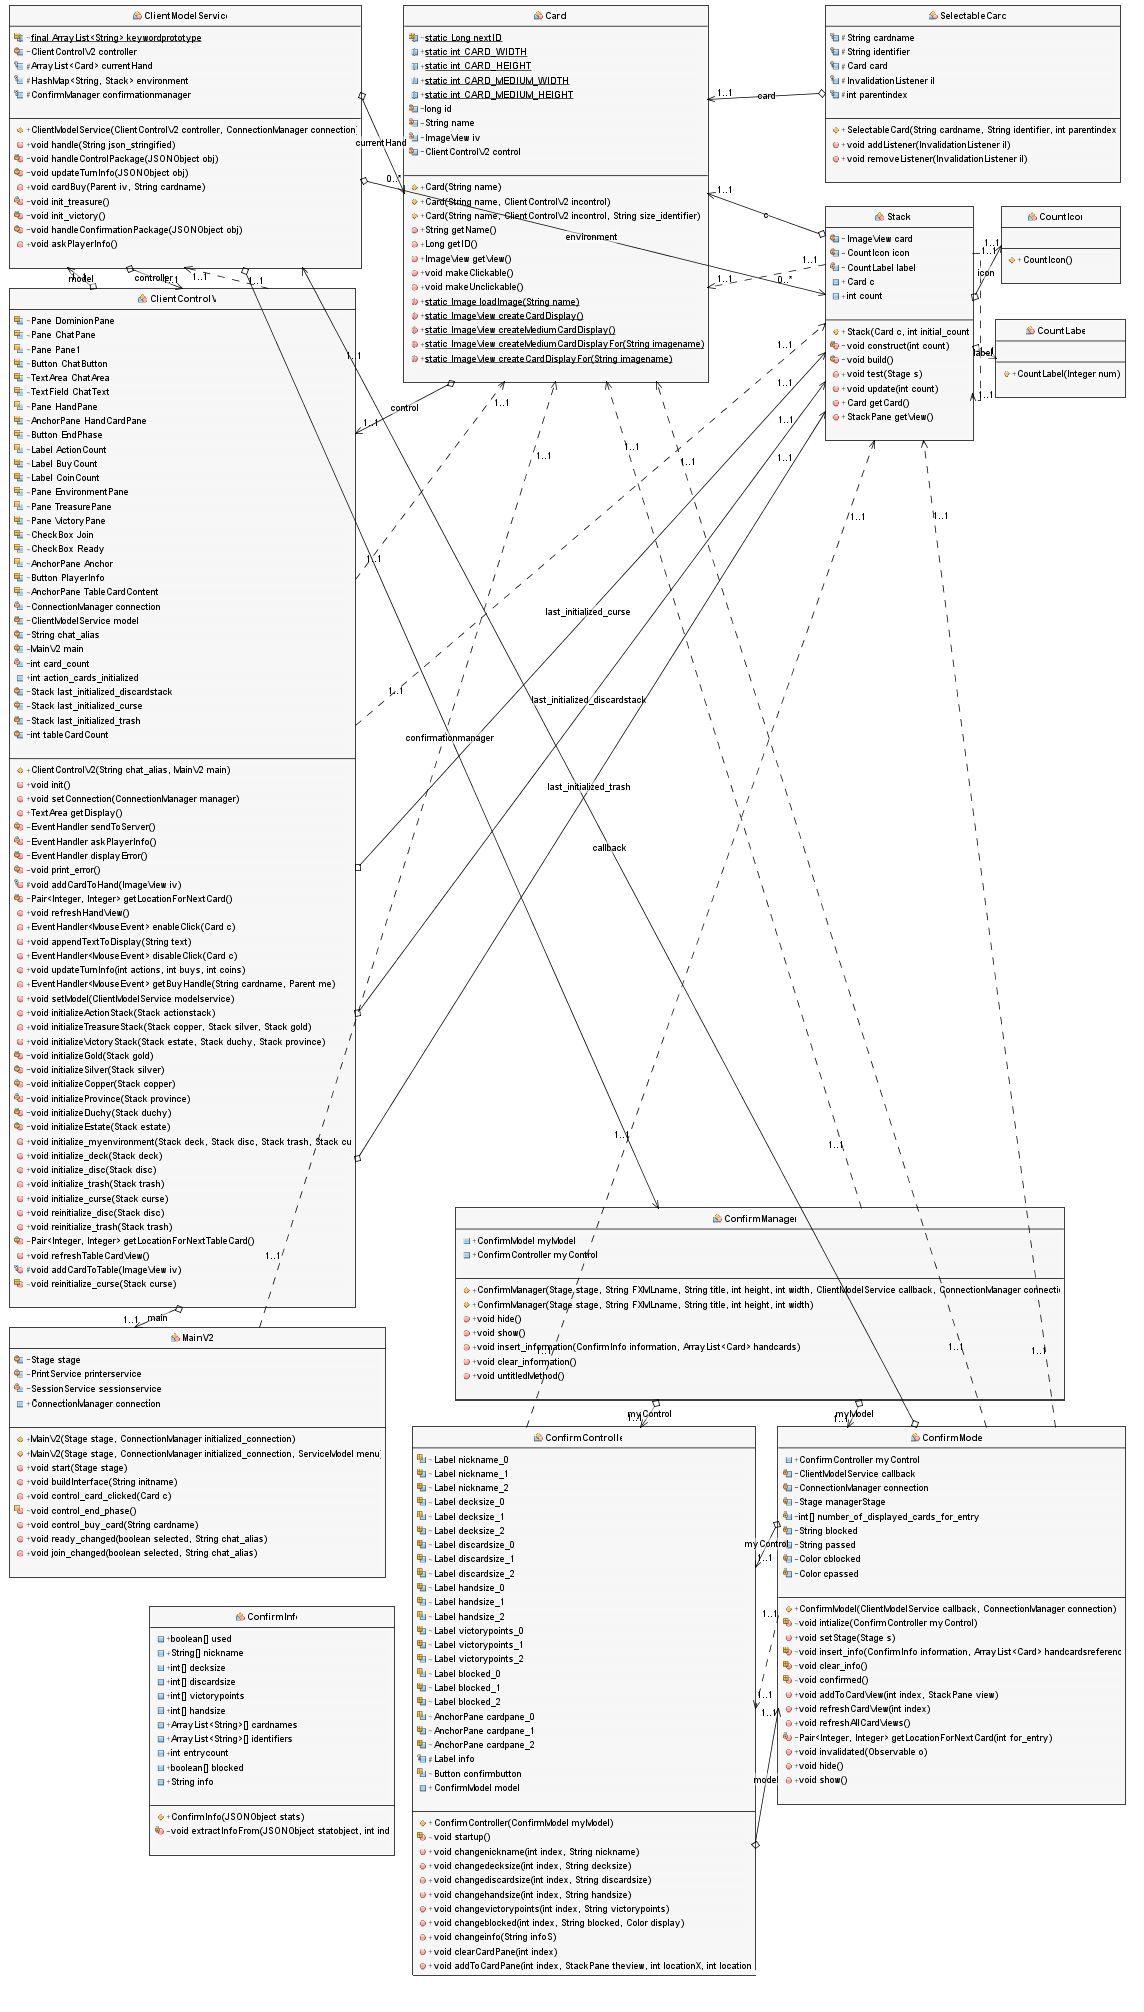 ClientModelService
-final ArrayList<String> keywordprototype
-ClientControlV2 controller
#ArrayList<Card> currentHand
#HashMap<String, Stack> environment
#ConfirmManager confirmationmanager
+ClientModelService(ClientControlV2 controller, ConnectionManager connection)
+void handle(String json_stringified)
-void handleControlPackage(JSONObject obj)
-void updateTurnInfo(JSONObject obj)
+void cardBuy(Parent iv, String cardname)
-void init_treasure()
-void init_victory()
-void handleConfirmationPackage(JSONObject obj)
+void askPlayerInfo()
Card
-static Long nextID
+static int CARD_WIDTH
+static int CARD_HEIGHT
+static int CARD_MEDIUM_WIDTH
+static int CARD_MEDIUM_HEIGHT
-long id
-String name
-ImageView iv
-ClientControlV2 control
+Card(String name)
+Card(String name, ClientControlV2 incontrol)
+Card(String name, ClientControlV2 incontrol, String size_identifier)
+String getName()
+Long getID()
+ImageView getView()
+void makeClickable()
+void makeUnclickable()
+static Image loadImage(String name)
+static ImageView createCardDisplay()
+static ImageView createMediumCardDisplay()
+static ImageView createMediumCardDisplayFor(String imagename)
+static ImageView createCardDisplayFor(String imagename)
SelectableCard
#String cardname
#String identifier
#Card card
#InvalidationListener il
#int parentindex
+SelectableCard(String cardname, String identifier, int parentindex
+void addListener(InvalidationListener il)
+void removeListener(InvalidationListener il)
Stack
-ImageView card
-CountIcon icon
-CountLabel label
+Card c
+int count
+Stack(Card c, int initial_count
-void construct(int count)
-void build()
+void test(Stage s)
+void update(int count)
+Card getCard()
+StackPane getView()
CountIcon
+CountIcon()
CountLabe
+CountLabel(Integer num)
card
1..1
currentHand
0..*
environment
0..*
c
1..1
1..1
icon
1..1
1..1
label
1..1
model
controller
1..1
1..1
control
1..1
ClientControlV
-Pane DominionPane
-Pane ChatPane
-Pane Pane1
-Button ChatButton
-TextArea ChatArea
-TextField ChatText
-Pane HandPane
-AnchorPane HandCardPane
-Button EndPhase
-Label ActionCount
-Label BuyCount
-Label CoinCount
-Pane EnvironmentPane
-Pane TreasurePane
-Pane VictoryPane
-CheckBox Join
-CheckBox Ready
-AnchorPane Anchor
-Button PlayerInfo
-AnchorPane TableCardContent
-ConnectionManager connection
-ClientModelService model
-String chat_alias
-MainV2 main
-int card_count
+int action_cards_initialized
-Stack last_initialized_discardstack
-Stack last_initialized_curse
-Stack last_initialized_trash
-int tableCardCount
+ClientControlV2(String chat_alias, MainV2 main)
+void init()
+void setConnection(ConnectionManager manager)
+TextArea getDisplay()
-EventHandler sendToServer()
-EventHandler askPlayerInfo()
-EventHandler displayError()
-void print_error()
#void addCardToHand(ImageView iv)
-Pair<Integer, Integer> getLocationForNextCard()
+void refreshHandView()
+EventHandler<MouseEvent> enableClick(Card c)
+void appendTextToDisplay(String text)
+EventHandler<MouseEvent> disableClick(Card c)
+void updateTurnInfo(int actions, int buys, int coins)
+EventHandler<MouseEvent> getBuyHandle(String cardname, Parent me)
+void setModel(ClientModelService modelservice)
+void initializeActionStack(Stack actionstack)
+void initializeTreasureStack(Stack copper, Stack silver, Stack gold)
+void initializeVictoryStack(Stack estate, Stack duchy, Stack province)
-void initializeGold(Stack gold)
-void initializeSilver(Stack silver)
-void initializeCopper(Stack copper)
-void initializeProvince(Stack province)
-void initializeDuchy(Stack duchy)
-void initializeEstate(Stack estate)
+void initialize_myenvironment(Stack deck, Stack disc, Stack trash, Stack cu
+void initialize_deck(Stack deck)
+void initialize_disc(Stack disc)
+void initialize_trash(Stack trash)
+void initialize_curse(Stack curse)
+void reinitialize_disc(Stack disc)
+void reinitialize_trash(Stack trash)
-Pair<Integer, Integer> getLocationForNextTableCard()
+void refreshTableCardView()
#void addCardToTable(ImageView iv)
-void reinitialize_curse(Stack curse)
last_initialized_curse
last_initialized_discardstack
confirmationmanager
last_initialized_trash
callback
1..1
main
MainV2
-Stage stage
-PrintService printerservice
-SessionService sessionservice
+ConnectionManager connection
+MainV2(Stage stage, ConnectionManager initialized_connection)
+MainV2(Stage stage, ConnectionManager initialized_connection, ServiceModel menu)
+void start(Stage stage)
+void buildInterface(String initname)
+void control_card_clicked(Card c)
-void control_end_phase()
+void control_buy_card(String cardname)
+void ready_changed(boolean selected, String chat_alias)
+void join_changed(boolean selected, String chat_alias)
ConfirmManager
+ConfirmModel myModel
+ConfirmController myControl
+ConfirmManager(Stage stage, String FXMLname, String title, int height, int width, ClientModelService callback, ConnectionManager connectio
+ConfirmManager(Stage stage, String FXMLname, String title, int height, int width)
+void hide()
+void show()
+void insert_information(ConfirmInfo information, ArrayList<Card> handcards)
+void clear_information()
+void untitledMethod()
myControl
1..1
myModel
1..1
ConfirmInfo
+boolean[] used
+String[] nickname
+int[] decksize
+int[] discardsize
+int[] victorypoints
+int[] handsize
+ArrayList<String>[] cardnames
+ArrayList<String>[] identifiers
+int entrycount
+boolean[] blocked
+String info
+ConfirmInfo(JSONObject stats)
-void extractInfoFrom(JSONObject statobject, int ind
ConfirmControlle
- Label nickname_0
- Label nickname_1
- Label nickname_2
- Label decksize_0
- Label decksize_1
- Label decksize_2
- Label discardsize_0
- Label discardsize_1
- Label discardsize_2
- Label handsize_0
- Label handsize_1
- Label handsize_2
- Label victorypoints_0
- Label victorypoints_1
- Label victorypoints_2
- Label blocked_0
- Label blocked_1
- Label blocked_2
- AnchorPane cardpane_0
- AnchorPane cardpane_1
- AnchorPane cardpane_2
# Label info
- Button confirmbutton
+ ConfirmModel model
+ ConfirmController(ConfirmModel myModel)
- void startup()
+ void changenickname(int index, String nickname)
+ void changedecksize(int index, String decksize)
+ void changediscardsize(int index, String discardsize)
+ void changehandsize(int index, String handsize)
+ void changevictorypoints(int index, String victorypoints)
+ void changeblocked(int index, String blocked, Color display)
+ void changeinfo(String infoS)
+ void clearCardPane(int index)
+ void addToCardPane(int index, StackPane theview, int locationX, int location
ConfirmMode
+ConfirmController myControl
-ClientModelService callback
-ConnectionManager connection
-Stage managerStage
-int[] number_of_displayed_cards_for_entry
-String blocked
-String passed
-Color cblocked
-Color cpassed
+ConfirmModel(ClientModelService callback, ConnectionManager connection)
-void intialize(ConfirmController myControl)
+void setStage(Stage s)
-void insert_info(ConfirmInfo information, ArrayList<Card> handcardsreferenc
-void clear_info()
-void confirmed()
+void addToCardView(int index, StackPane view)
+void refreshCardView(int index)
+void refreshAllCardViews()
-Pair<Integer, Integer> getLocationForNextCard(int for_entry)
+void invalidated(Observable o)
+void hide()
+void show()
myControl
1..1
1..1
1..1
1..1
model